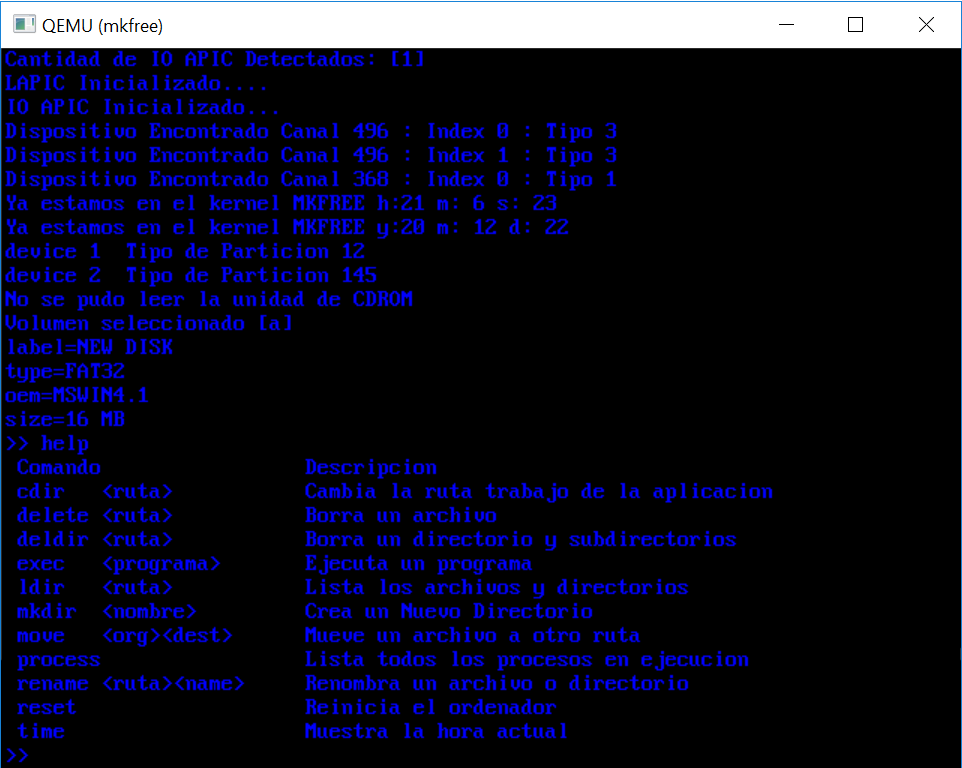 QEMU (mkfree)
Cantidad de IO APIC Detectados: [1]
LAPIC Inicializado....
IO APIC Inicializado...
Dispositivo Encontrado Canal 496 : Index 0 : Tipo 3
Dispositivo Encontrado Canal 496 : Index 1 : Tipo 3
Dispositivo Encontrado Canal 368 : Index 0 : Tipo 1
Ya estamos en el kernel MKFREE h:21 m: 6 s: 23
Ya estamos en el kernel MKFREE y:20 m: 12 d: 22
device 1  Tipo de Particion 12
device 2  Tipo de Particion 145
No se pudo leer la unidad de CDROM
Volumen seleccionado [a]
label=NEW DISK
type=FAT32
oem=MSWIN4.1
size=16 MB
>> help
Comando Descripcion
cdir <ruta> Cambia la ruta trabajo de la aplicacion
delete <ruta> Borra un archivo
deldir <ruta> Borra un directorio y subdirectorios
exec <programa> Ejecuta un programa
ldir <ruta> Lista los archivos y directorios
mkdir <nombre> Crea un Nuevo Directorio
move <org><dest> Mueve un archivo a otro ruta
process Lista todos los procesos en ejecucion
rename <ruta><name> Renombra un archivo o directorio
reset Reinicia el ordenador
time Muestra la hora actual
>>